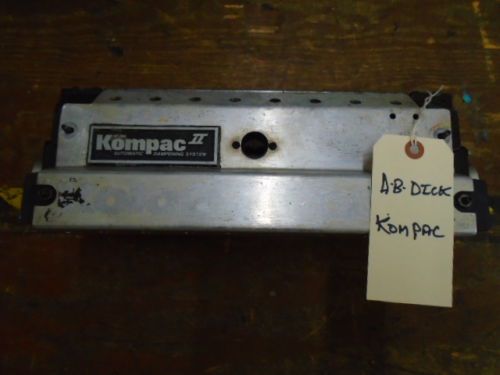 Kompac II
AUTOMATIC DAMPENING SYSTEM
A·B·DICK
KOMPAC